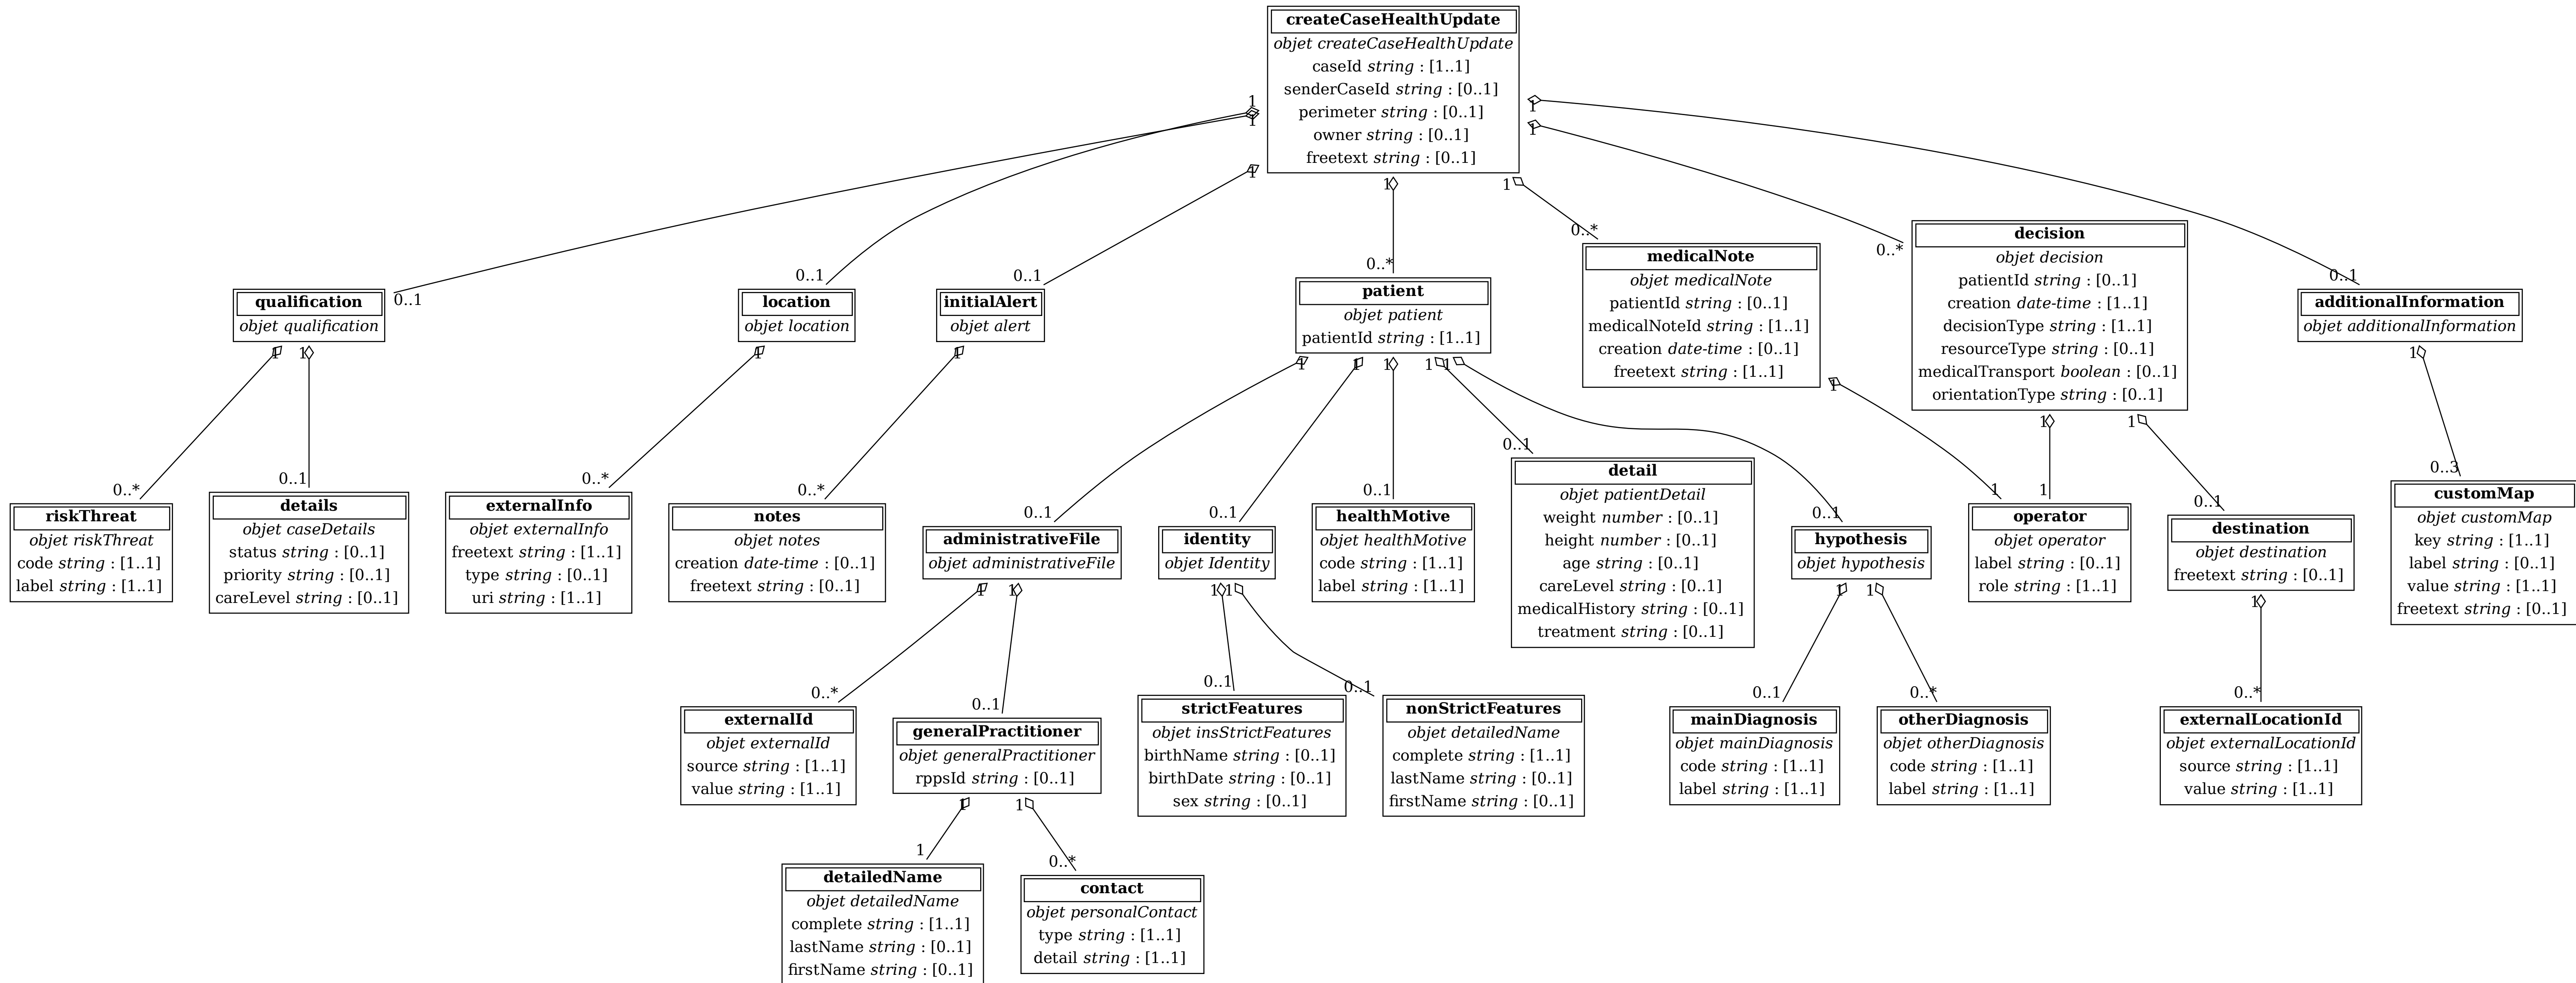 createCaseHealthUpdate
objet createCaseHealthUpdate
caseId string : [1..1]
senderCaseId string : [0..1]
perimeter string : [0..1]
owner string : [0..1]
freetext string : [0..1]
1
1
1
1
1
1
1
0..1
0..1
0..1
0..*
0..*
0..*
0..1
qualification
objet qualification
location
objet location
initialAlert
objet alert
patient
objet patient
patientId string : [1..1]
medicalNote
objet medicalNote
patientId string : [0..1]
medicalNoteId string : [1..1]
creation date-time : [0..1]
freetext string : [1..1]
decision
objet decision
patientId string : [0..1]
creation date-time : [1..1]
decisionType string : [1..1]
resourceType string : [0..1]
medicalTransport boolean : [0..1]
orientationType string : [0..1]
additionalInformation
objet additionalInformation
1
1
1
1
1
1
1
1
1
1
1
1
1
0..*
0..1
0..*
0..*
0..1
0..1
0..1
0..1
0..1
1
1
0..1
0..3
riskThreat
objet riskThreat
code string : [1..1]
label string : [1..1]
details
objet caseDetails
status string : [0..1]
priority string : [0..1]
careLevel string : [0..1]
externalInfo
objet externalInfo
freetext string : [1..1]
type string : [0..1]
uri string : [1..1]
notes
objet notes
creation date-time : [0..1]
freetext string : [0..1]
administrativeFile
objet administrativeFile
identity
objet Identity
healthMotive
objet healthMotive
code string : [1..1]
label string : [1..1]
detail
objet patientDetail
weight number : [0..1]
height number : [0..1]
age string : [0..1]
careLevel string : [0..1]
medicalHistory string : [0..1]
treatment string : [0..1]
hypothesis
objet hypothesis
operator
objet operator
label string : [0..1]
role string : [1..1]
destination
objet destination
freetext string : [0..1]
customMap
objet customMap
key string : [1..1]
label string : [0..1]
value string : [1..1]
freetext string : [0..1]
1
1
1
1
1
1
1
0..*
0..1
0..1
0..1
0..1
0..*
0..*
externalId
objet externalId
source string : [1..1]
value string : [1..1]
generalPractitioner
objet generalPractitioner
rppsId string : [0..1]
strictFeatures
objet insStrictFeatures
birthName string : [0..1]
birthDate string : [0..1]
sex string : [0..1]
nonStrictFeatures
objet detailedName
complete string : [1..1]
lastName string : [0..1]
firstName string : [0..1]
mainDiagnosis
objet mainDiagnosis
code string : [1..1]
label string : [1..1]
otherDiagnosis
objet otherDiagnosis
code string : [1..1]
label string : [1..1]
externalLocationId
objet externalLocationId
source string : [1..1]
value string : [1..1]
1
1
1
0..*
detailedName
objet detailedName
complete string : [1..1]
lastName string : [0..1]
firstName string : [0..1]
contact
objet personalContact
type string : [1..1]
detail string : [1..1]